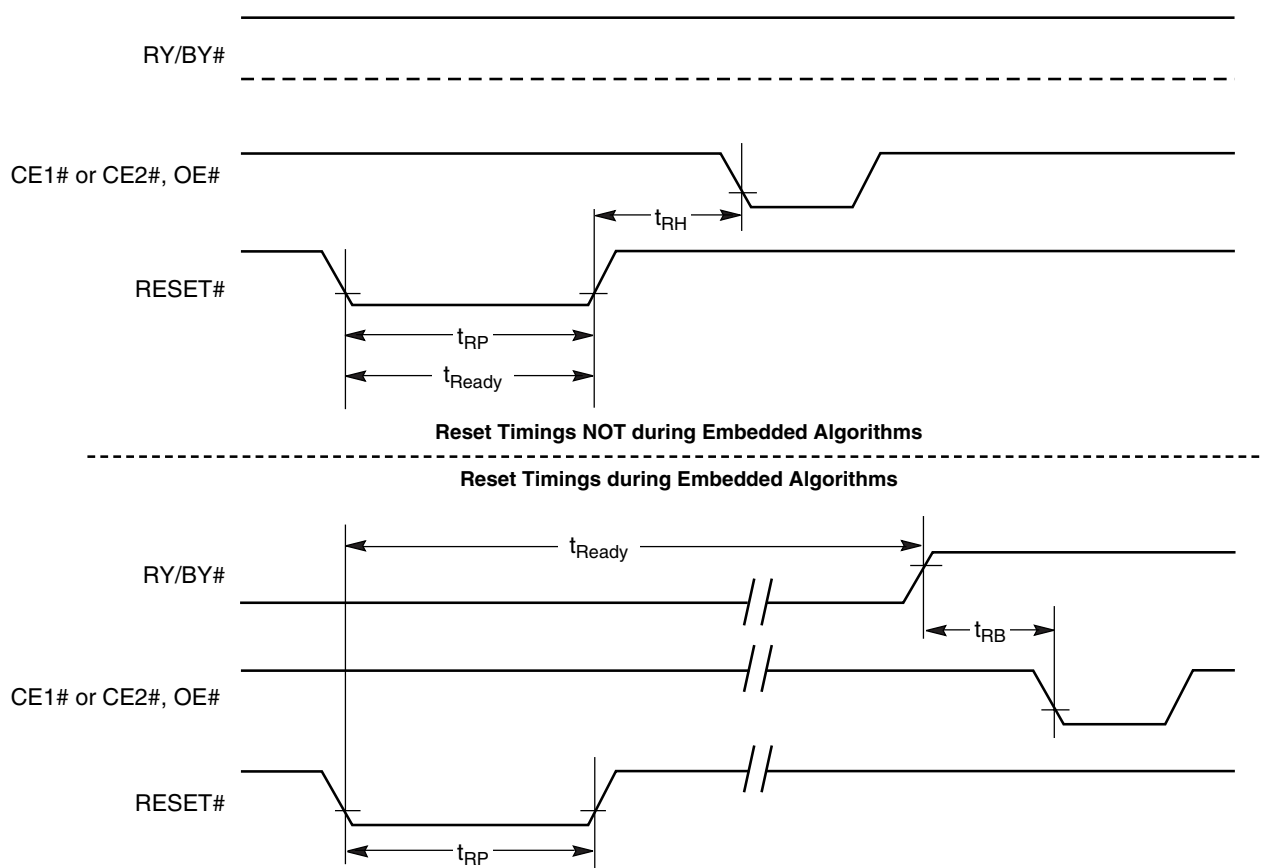 RY/BY#
CE1# or CE2#, OE#
tRH
RESET#
tRP
tReady
Reset Timings NOT during Embedded Algorithms
Reset Timings during Embedded Algorithms
tReady
RY/BY#
tRB
CE1# or CE2#, OE#
RESET#
tRP